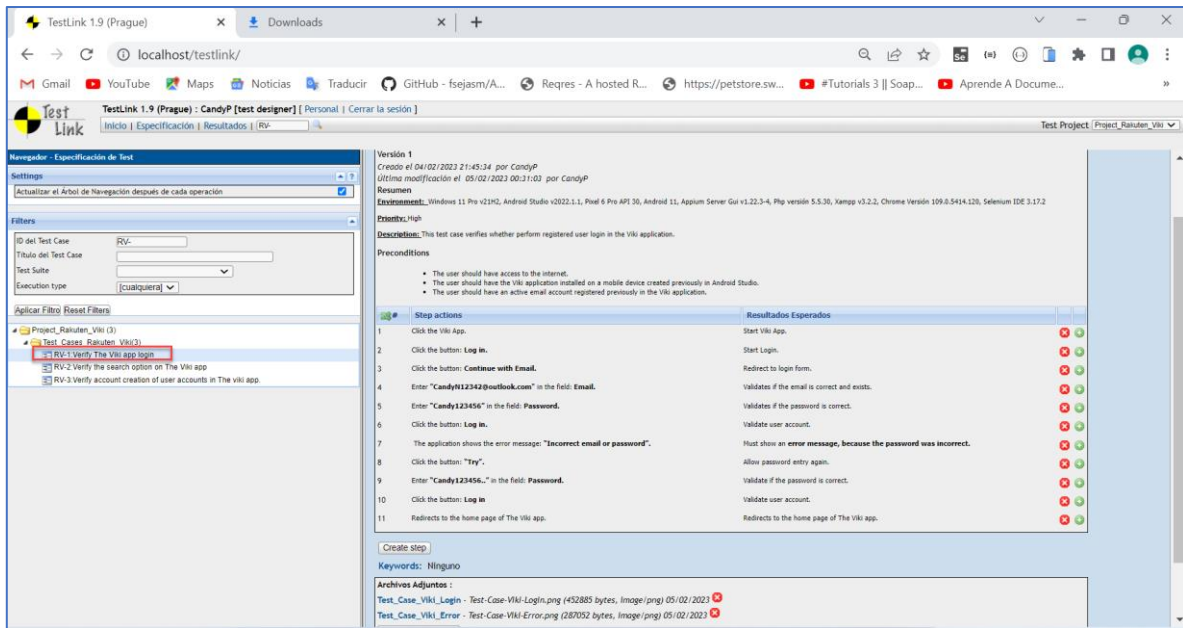 TestLink 1.9 (Prague)
Downloads
localhost/testlink/
Gmail YouTube Maps Noticias Traducir GitHub - fsejasm/A... Reqres - A hosted R... https://petstore.sw... #Tutorials 3 || Soap... Aprende A Docume... »
Test Link
TestLink 1.9 (Prague) : CandyP [test designer] [ Personal | Cerrar la sesión ]
Inicio | Especificación | Resultados | RV-
Test Project Project_Rakuten_Viki
Navegador - Especificación de Test
Settings
Actualizar el Árbol de Navegación después de cada operación
Filters
ID del Test Case RV-
Título del Test Case
Test Suite
Execution type [cualquiera]
Aplicar Filtro Reset Filters
Project_Rakuten_Viki (3)
Test_Cases_Rakuten_Viki(3)
RV-1:Verify The Viki app login
RV-2:Verify the search option on The Viki app
RV-3:Verify account creation of user accounts in The viki app.
Versión 1
Creado el 04/02/2023 21:45:34 por CandyP
Última modificación el 05/02/2023 00:31:03 por CandyP
Resumen
Environment: Windows 11 Pro v21H2, Android Studio v2022.1.1, Pixel 6 Pro API 30, Android 11, Appium Server Gui v1.22.3-4, Php versión 5.5.30, Xampp v3.2.2, Chrome Versión 109.0.5414.120, Selenium IDE 3.17.2
Priority: High
Description: This test case verifies whether perform registered user login in the Viki application.
Preconditions
• The user should have access to the internet.
• The user should have the Viki application installed on a mobile device created previously in Android Studio.
• The user should have an active email account registered previously in the Viki application.
# Step actions Resultados Esperados
1 Click the Viki App. Start Viki App.
2 Click the button: Log in. Start Login.
3 Click the button: Continue with Email. Redirect to login form.
4 Enter "CandyN12342@outlook.com" in the field: Email. Validates if the email is correct and exists.
5 Enter "Candy123456" in the field: Password. Validates if the password is correct.
6 Click the button: Log in. Validate user account.
7 The application shows the error message: "Incorrect email or password". Must show an error message, because the password was incorrect.
8 Click the button: "Try". Allow password entry again.
9 Enter "Candy123456.." in the field: Password. Validate if the password is correct.
10 Click the button: Log in Validate user account.
11 Redirects to the home page of The Viki app. Redirects to the home page of The Viki app.
Create step
Keywords: Ninguno
Archivos Adjuntos :
Test_Case_Viki_Login - Test-Case-Viki-Login.png (452885 bytes, image/png) 05/02/2023
Test_Case_Viki_Error - Test-Case-Viki-Error.png (287052 bytes, image/png) 05/02/2023